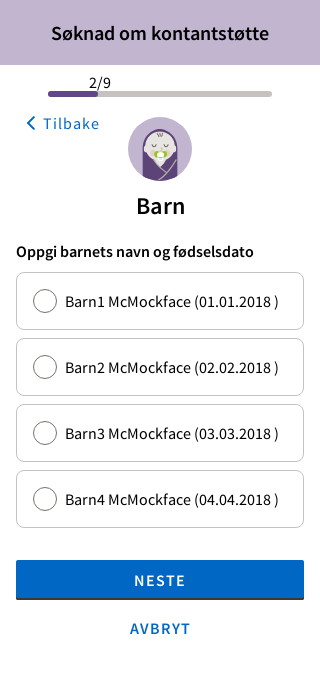 Søknad om kontantstøtte
2/9
Tilbake
Barn
Oppgi barnets navn og fødselsdato
Barn1 McMockface (01.01.2018 )
Barn2 McMockface (02.02.2018 )
Barn3 McMockface (03.03.2018 )
Barn4 McMockface (04.04.2018 )
NESTE
AVBRYT